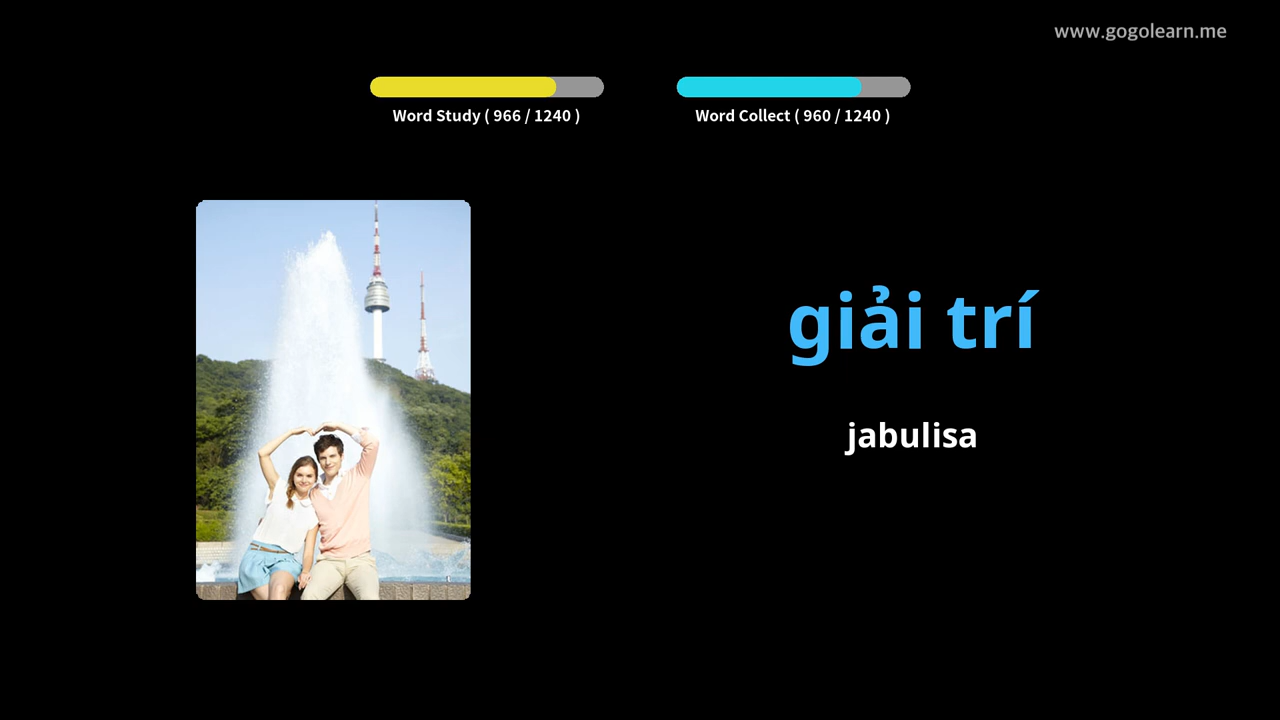 www.gogolearn.me
Word Study ( 966 / 1240 )
Word Collect ( 960 / 1240 )
giải trí
jabulisa